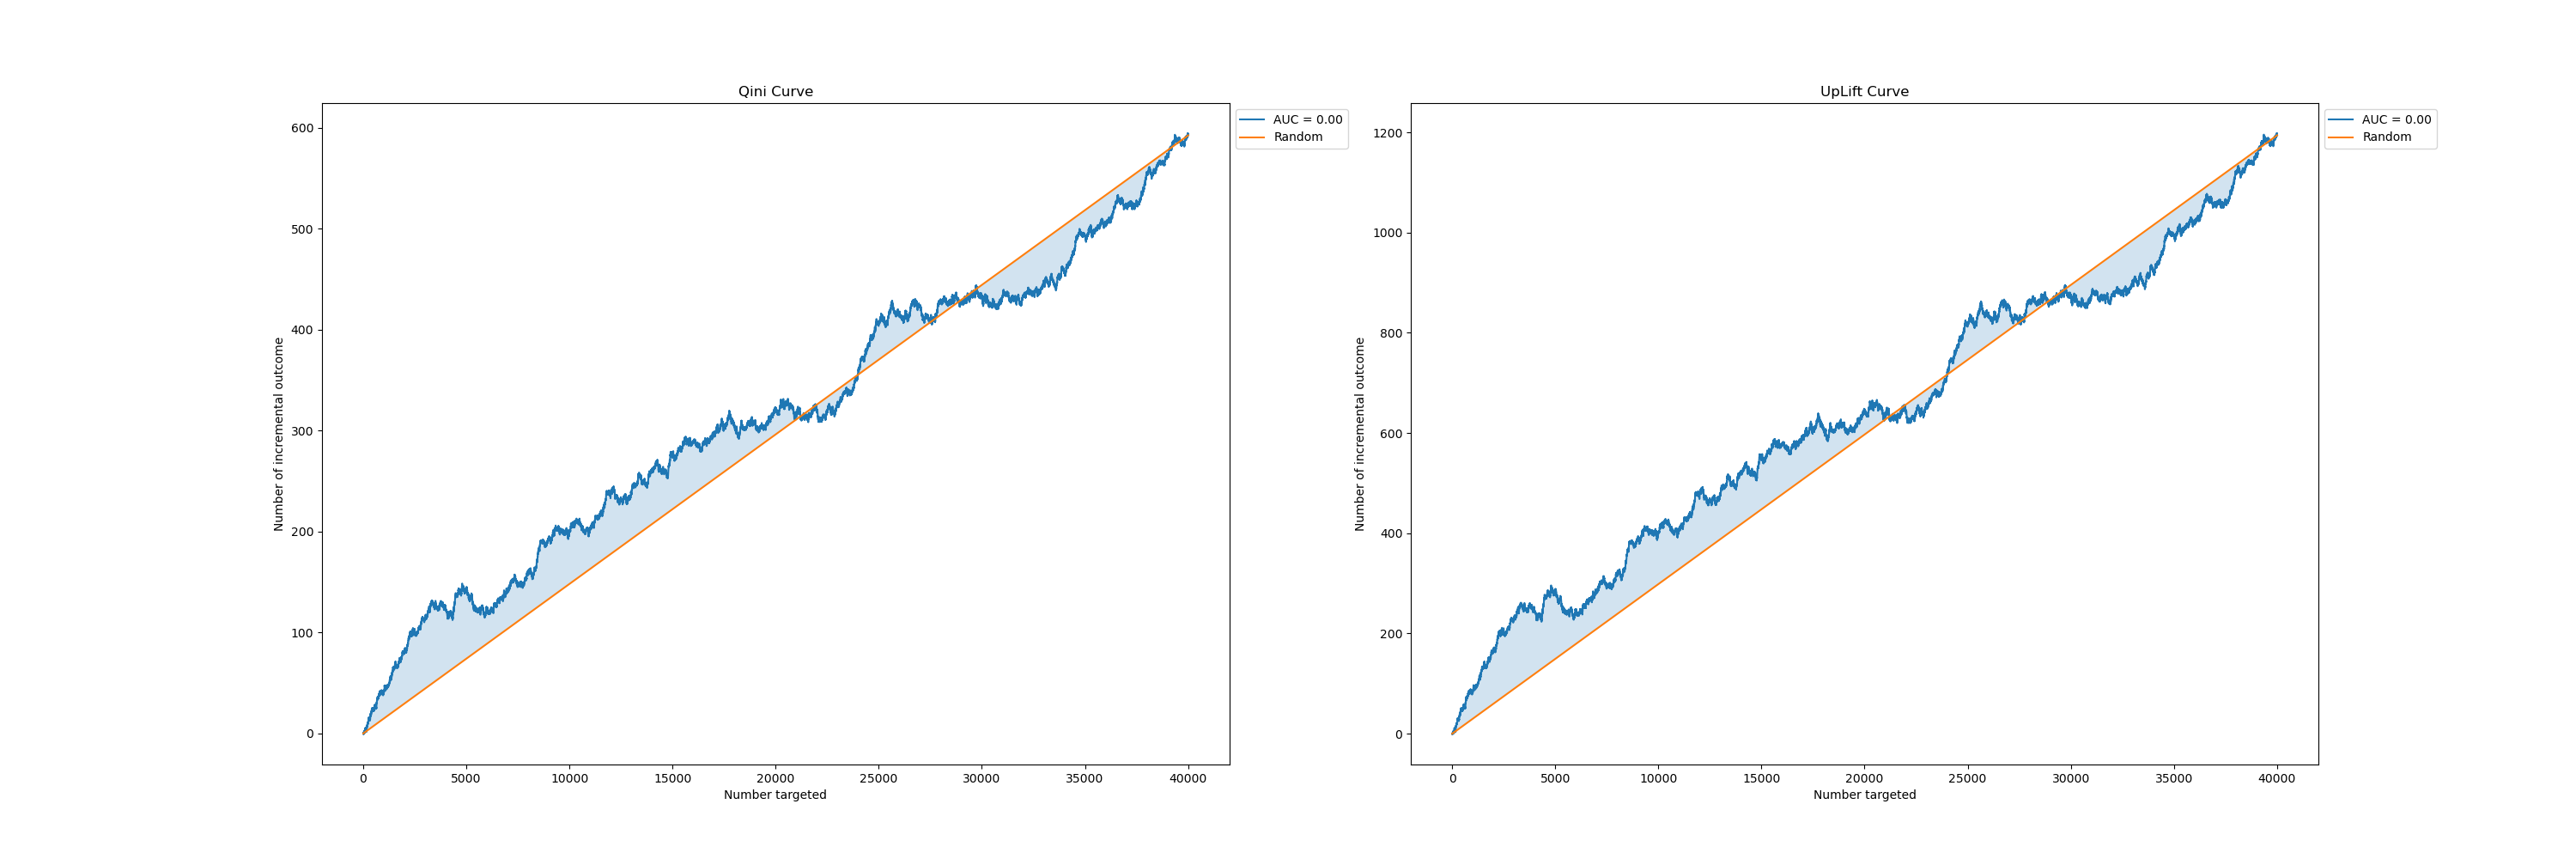 Qini Curve
600
500
400
300
200
100
0
Number of incremental outcome
0 5000 10000 15000 20000 25000 30000 35000 40000
Number targeted
AUC = 0.00
Random
UpLift Curve
1200
1000
800
600
400
200
0
Number of incremental outcome
0 5000 10000 15000 20000 25000 30000 35000 40000
Number targeted
AUC = 0.00
Random